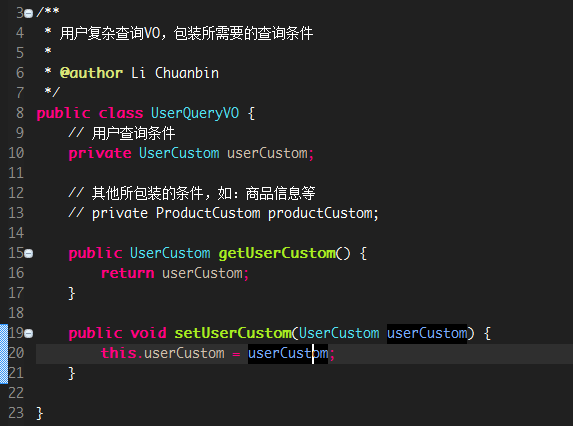 3 /**
4  * 用户复杂查询VO，包装所需要的查询条件
5  *
6  * @author Li Chuanbin
7  */
8 public class UserQueryVO {
9     // 用户查询条件
10     private UserCustom userCustom;
11
12     // 其他所包装的条件，如：商品信息等
13     // private ProductCustom productCustom;
14
15     public UserCustom getUserCustom() {
16         return userCustom;
17     }
18
19     public void setUserCustom(UserCustom userCustom) {
20         this.userCustom = userCustom;
21     }
22
23 }